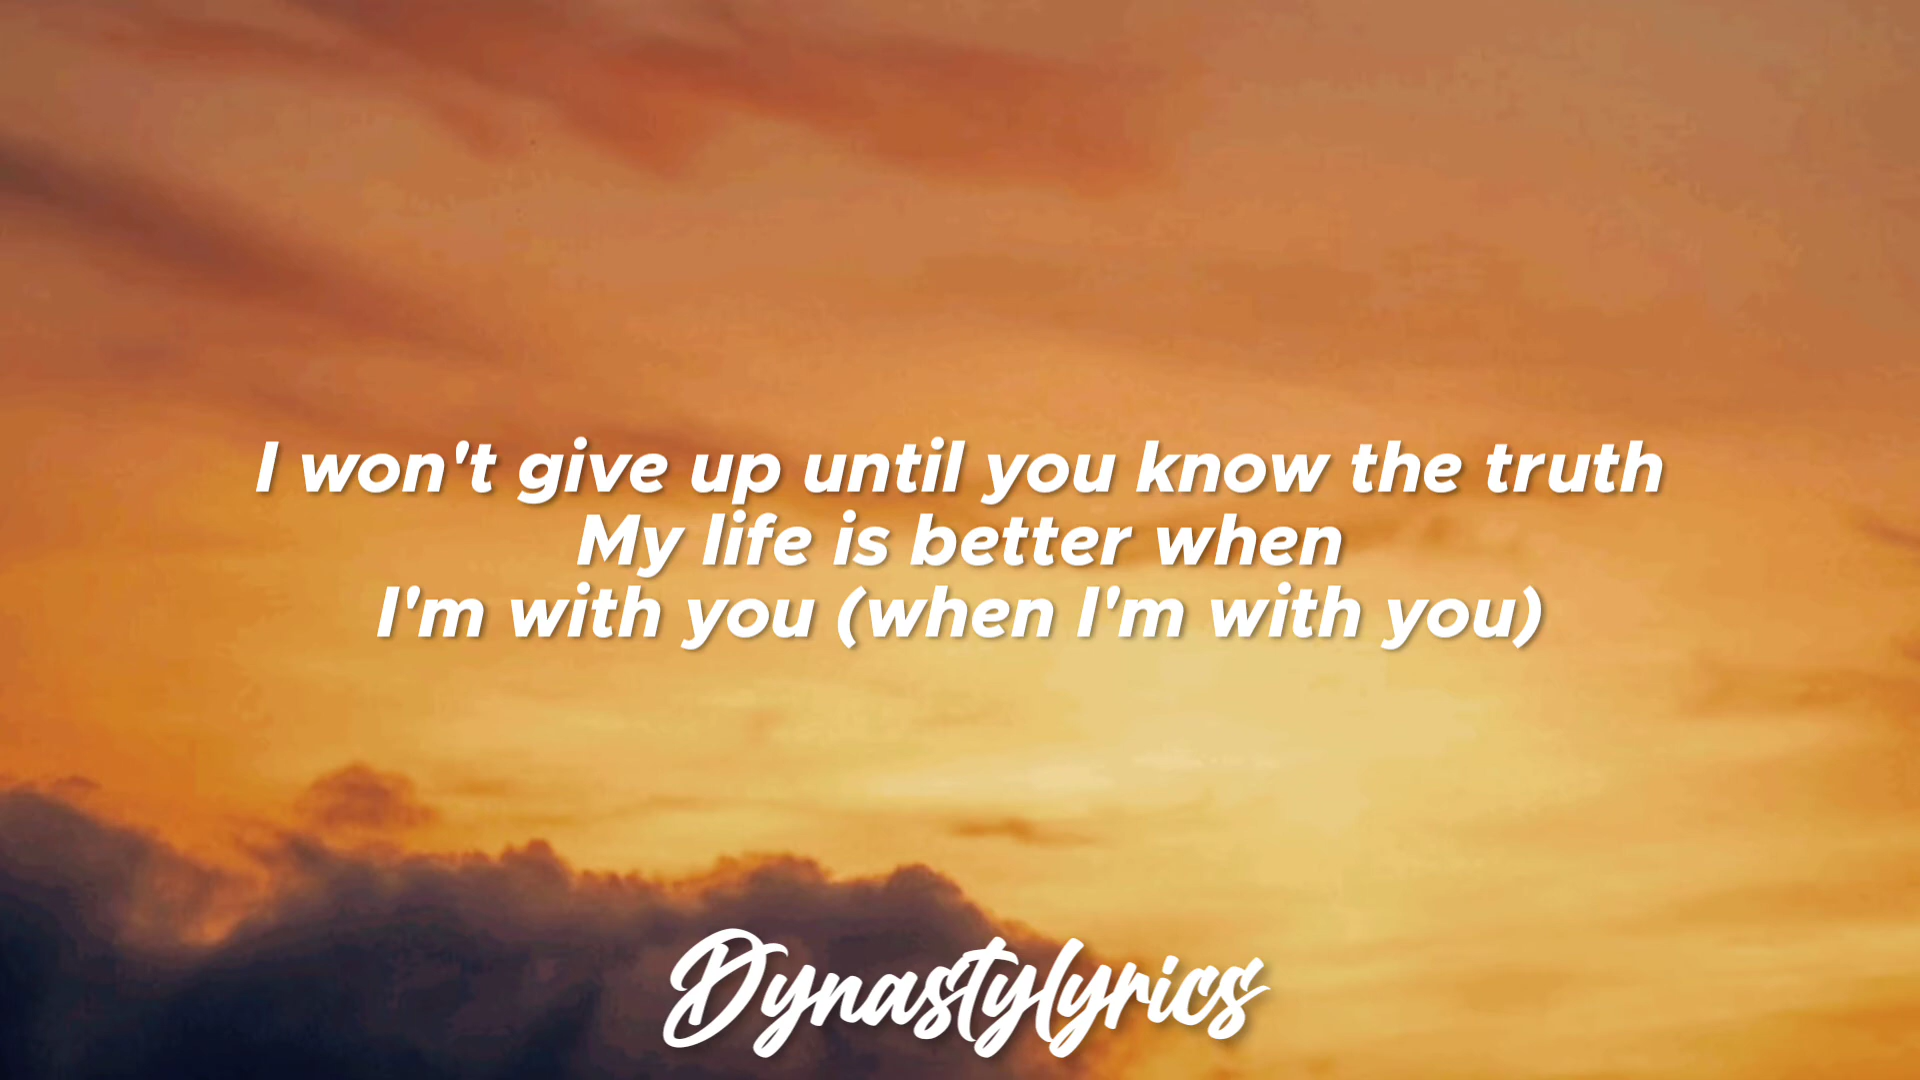 I won't give up until you know the truth
My life is better when
I'm with you (when I'm with you)
Dynastylyrics